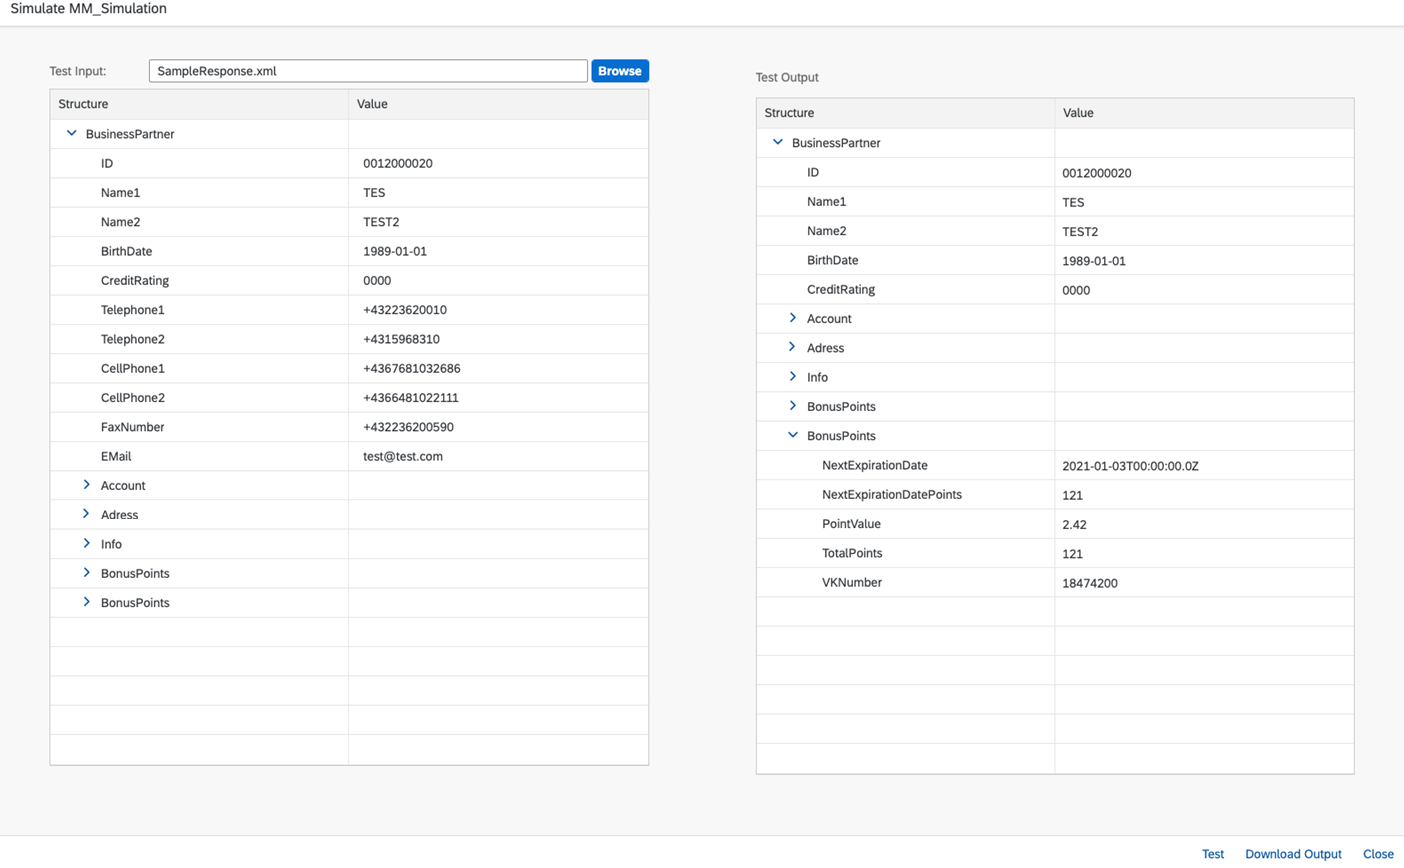 Simulate MM_Simulation
Test Input: SampleResponse.xml Browse
Structure Value
BusinessPartner
ID 0012000020
Name1 TES
Name2 TEST2
BirthDate 1989-01-01
CreditRating 0000
Telephone1 +43223620010
Telephone2 +4315968310
CellPhone1 +4367681032686
CellPhone2 +4366481022111
FaxNumber +432236200590
EMail test@test.com
Account
Adress
Info
BonusPoints
BonusPoints
Test Output
Structure Value
BusinessPartner
ID 0012000020
Name1 TES
Name2 TEST2
BirthDate 1989-01-01
CreditRating 0000
Account
Adress
Info
BonusPoints
BonusPoints
NextExpirationDate 2021-01-03T00:00:00.0Z
NextExpirationDatePoints 121
PointValue 2.42
TotalPoints 121
VKNumber 18474200
Test Download Output Close